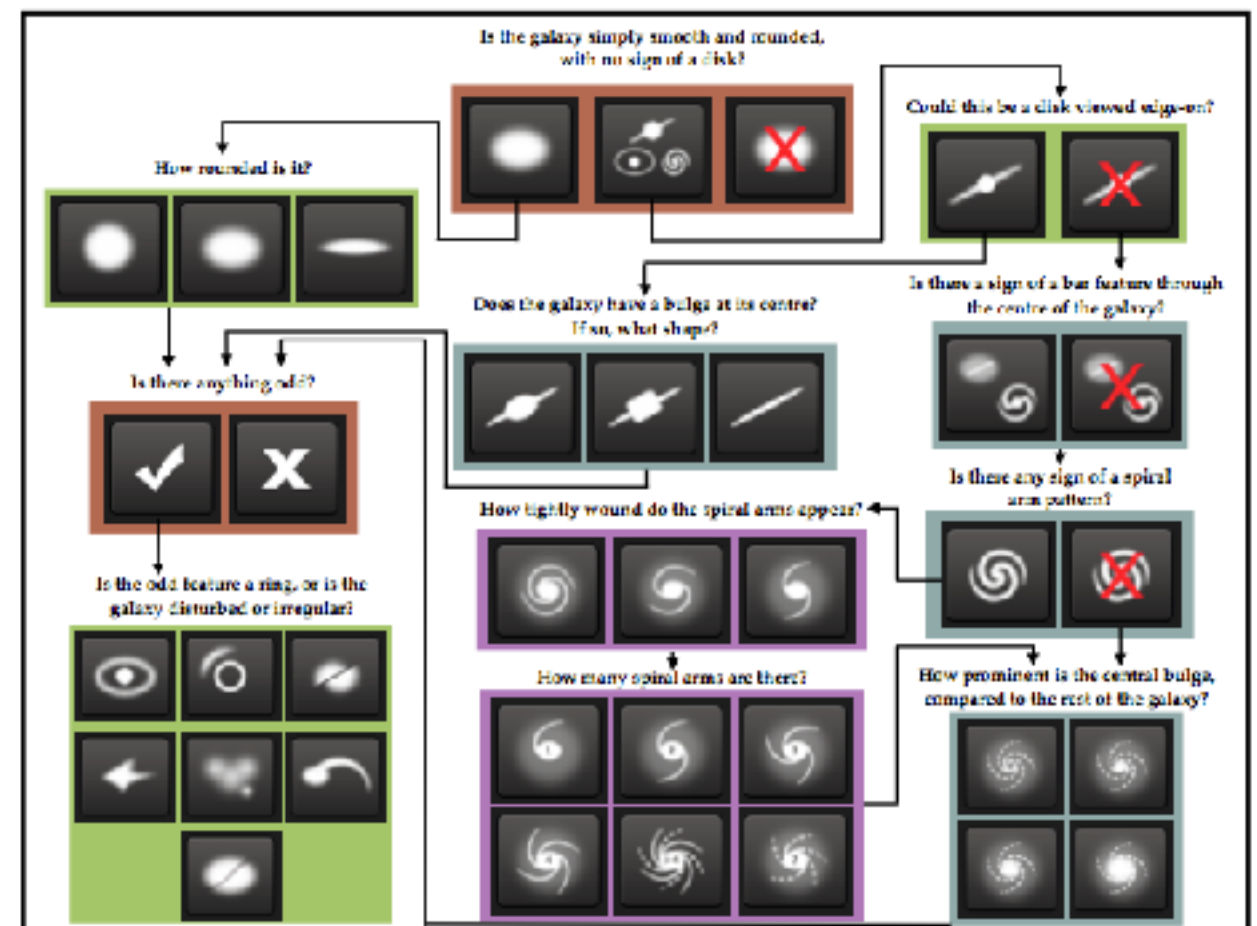 Is the galaxy simply smooth and rounded,
with no sign of a disk?
Could this be a disk viewed edge-on?
How rounded is it?
Is there a sign of a bar feature through
the centre of the galaxy?
Does the galaxy have a bulge at its centre?
If so, what shape?
Is there anything odd?
Is there any sign of a spiral
arm pattern?
How tightly wound do the spiral arms appear?
Is the odd feature a ring, or is the
galaxy disturbed or irregular?
How many spiral arms are there?
How prominent is the central bulge,
compared to the rest of the galaxy?